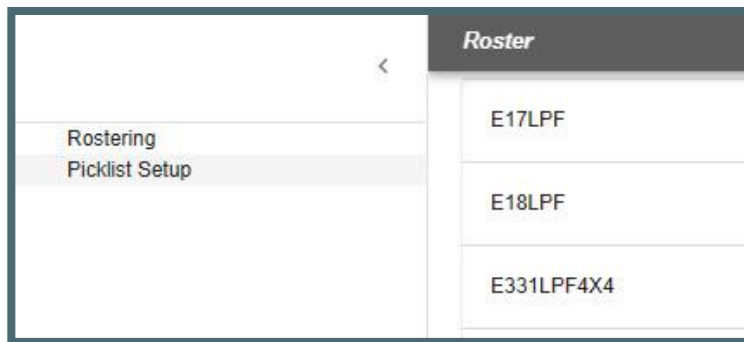 Roster
Rostering
Picklist Setup
E17LPF
E18LPF
E331LPF4X4